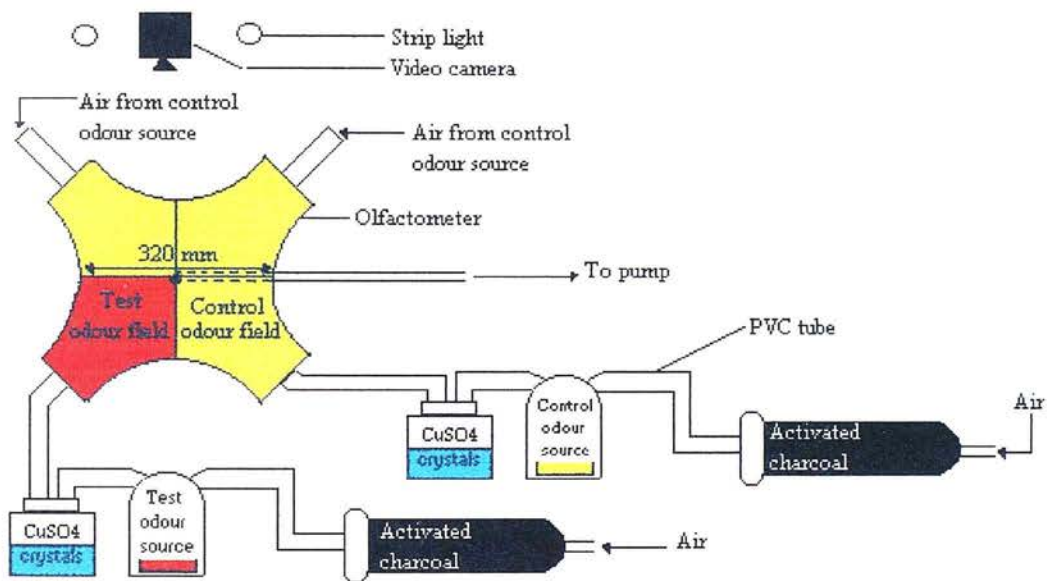 Strip light
Video camera
Air from control
odour source
Air from control
odour source
Olfactometer
320 mm
To pump
Test
odour field
Control
odour field
PVC tube
Control
odour
source
CuSO4
crystals
Activated
charcoal
Air
Test
odour
source
CuSO4
crystals
Activated
charcoal
Air